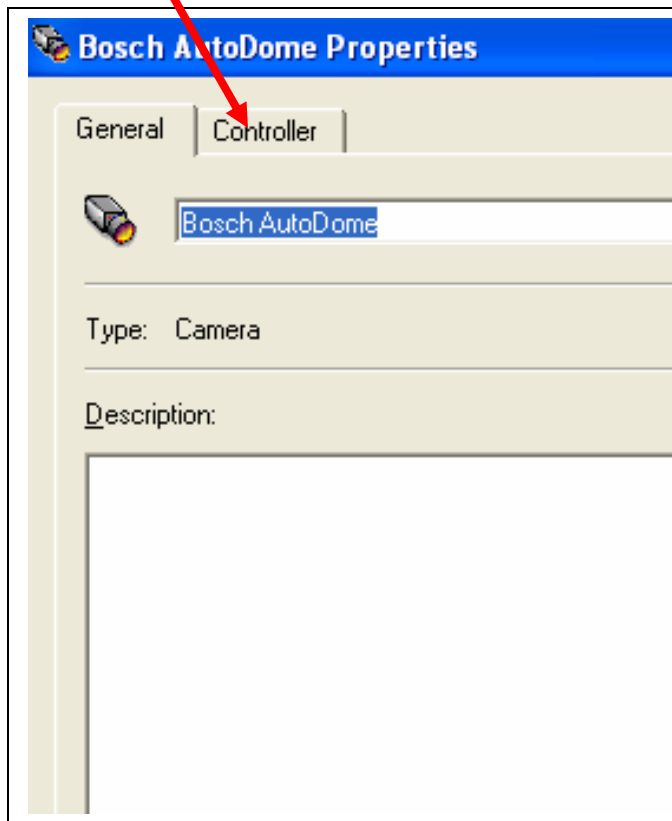 Bosch AutoDome Properties
General Controller
Bosch AutoDome
Type: Camera
Description: